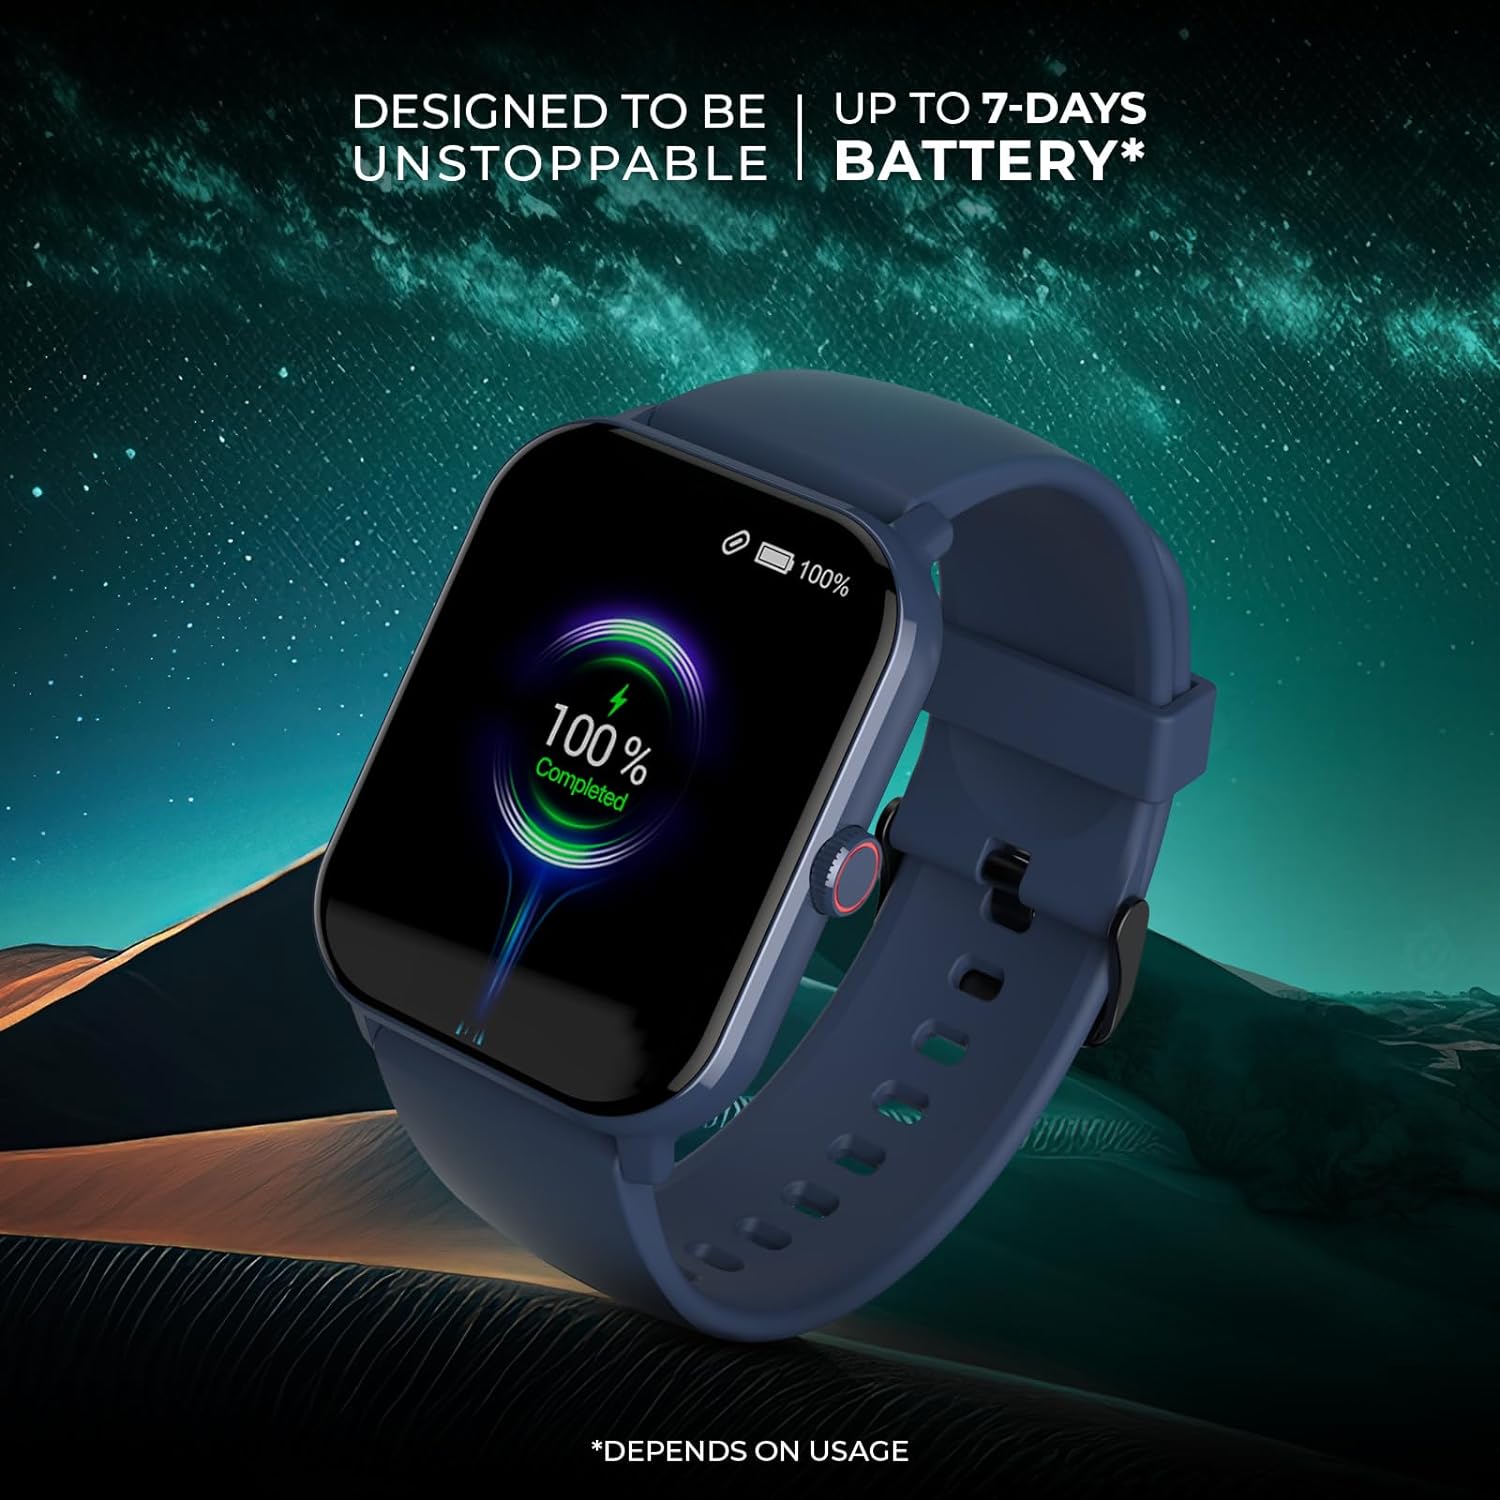 DESIGNED TO BE
UNSTOPPABLE
UP TO 7-DAYS
BATTERY*
100%
100 %
Completed
*DEPENDS ON USAGE